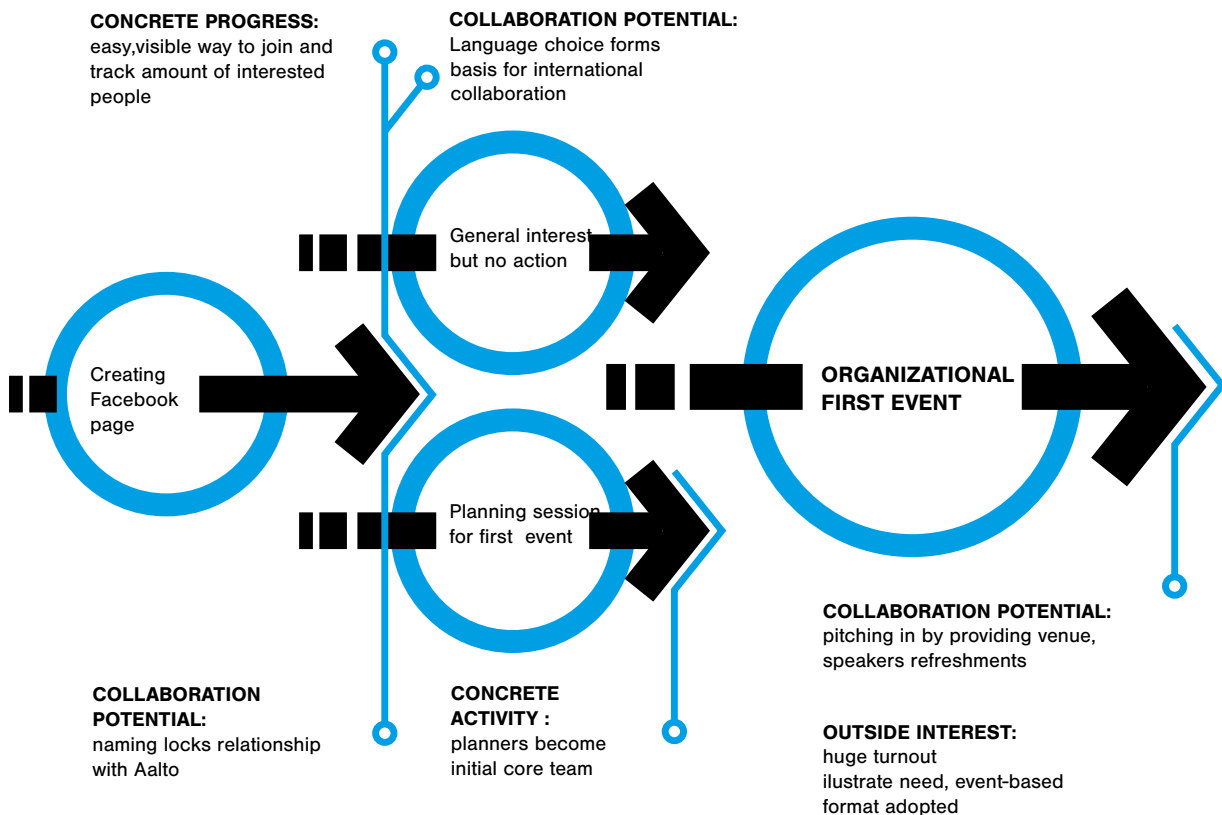 CONCRETE PROGRESS:
easy,visible way to join and
track amount of interested
people
COLLABORATION POTENTIAL:
Language choice forms
basis for international
collaboration
General interest
but no action
Creating
Facebook
page
ORGANIZATIONAL
FIRST EVENT
Planning session
for first  event
COLLABORATION
POTENTIAL:
naming locks relationship
with Aalto
CONCRETE
ACTIVITY :
planners become
initial core team
COLLABORATION POTENTIAL:
pitching in by providing venue,
speakers refreshments
OUTSIDE INTEREST:
huge turnout
ilustrate need, event-based
format adopted